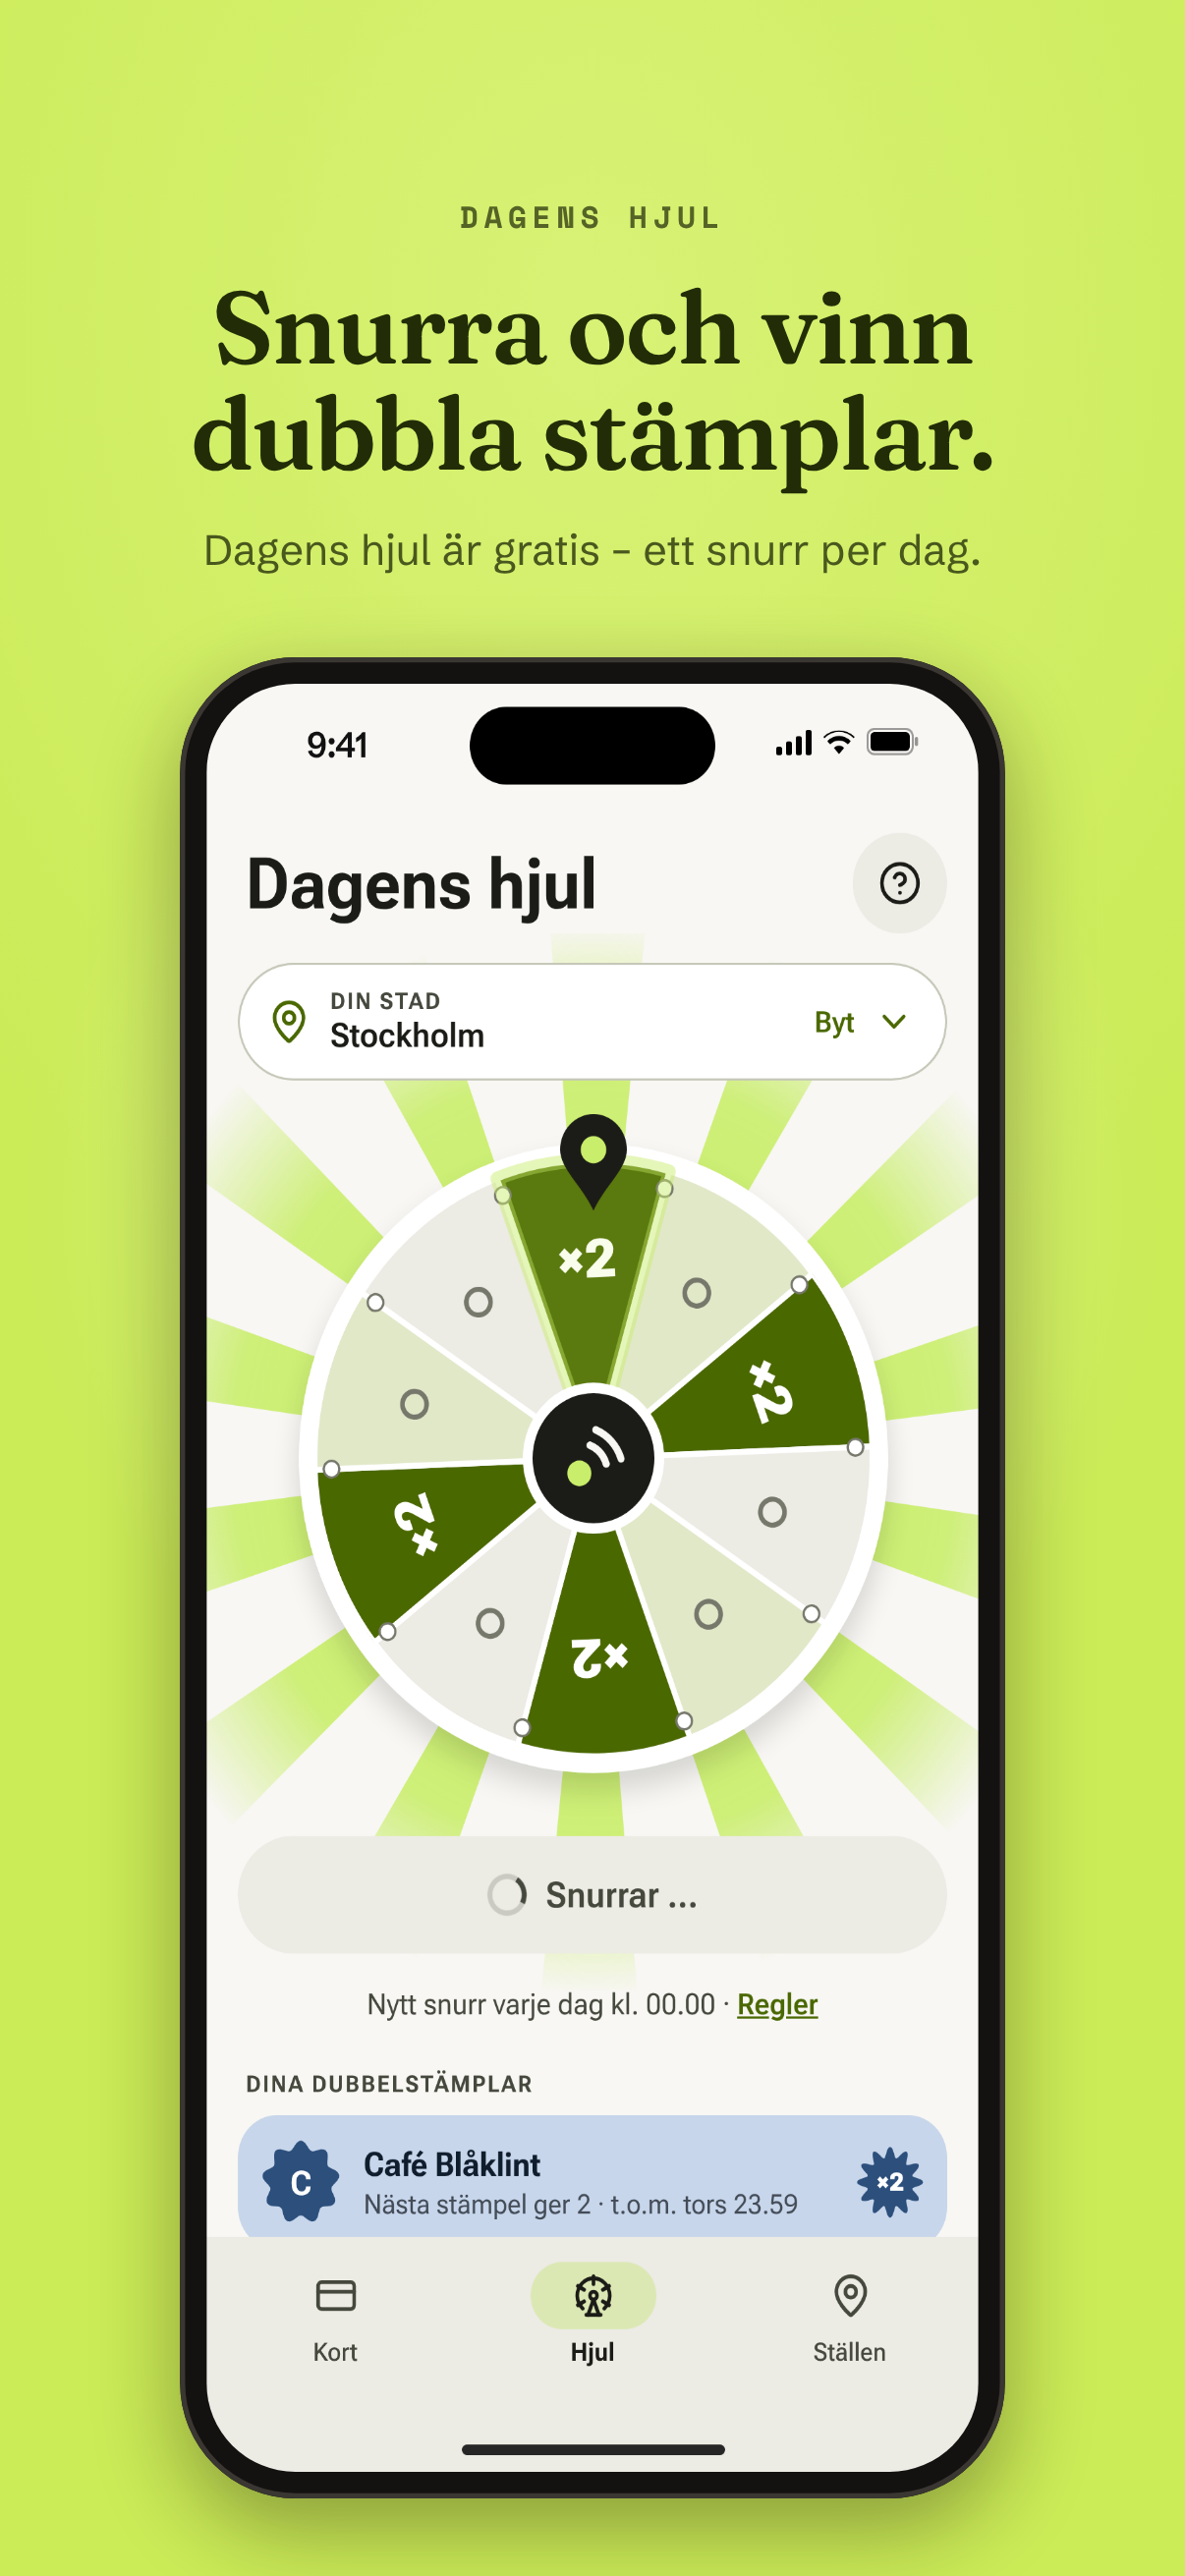 DAGENS HJUL
Snurra och vinn
dubbla stämplar.
Dagens hjul är gratis – ett snurr per dag.
9:41
Dagens hjul
DIN STAD
Stockholm
Byt
×2
×2
×2
×2
Snurrar ...
Nytt snurr varje dag kl. 00.00 · Regler
DINA DUBBELSTÄMPLAR
C
Café Blåklint
Nästa stämpel ger 2 · t.o.m. tors 23.59
×2
Kort
Hjul
Ställen